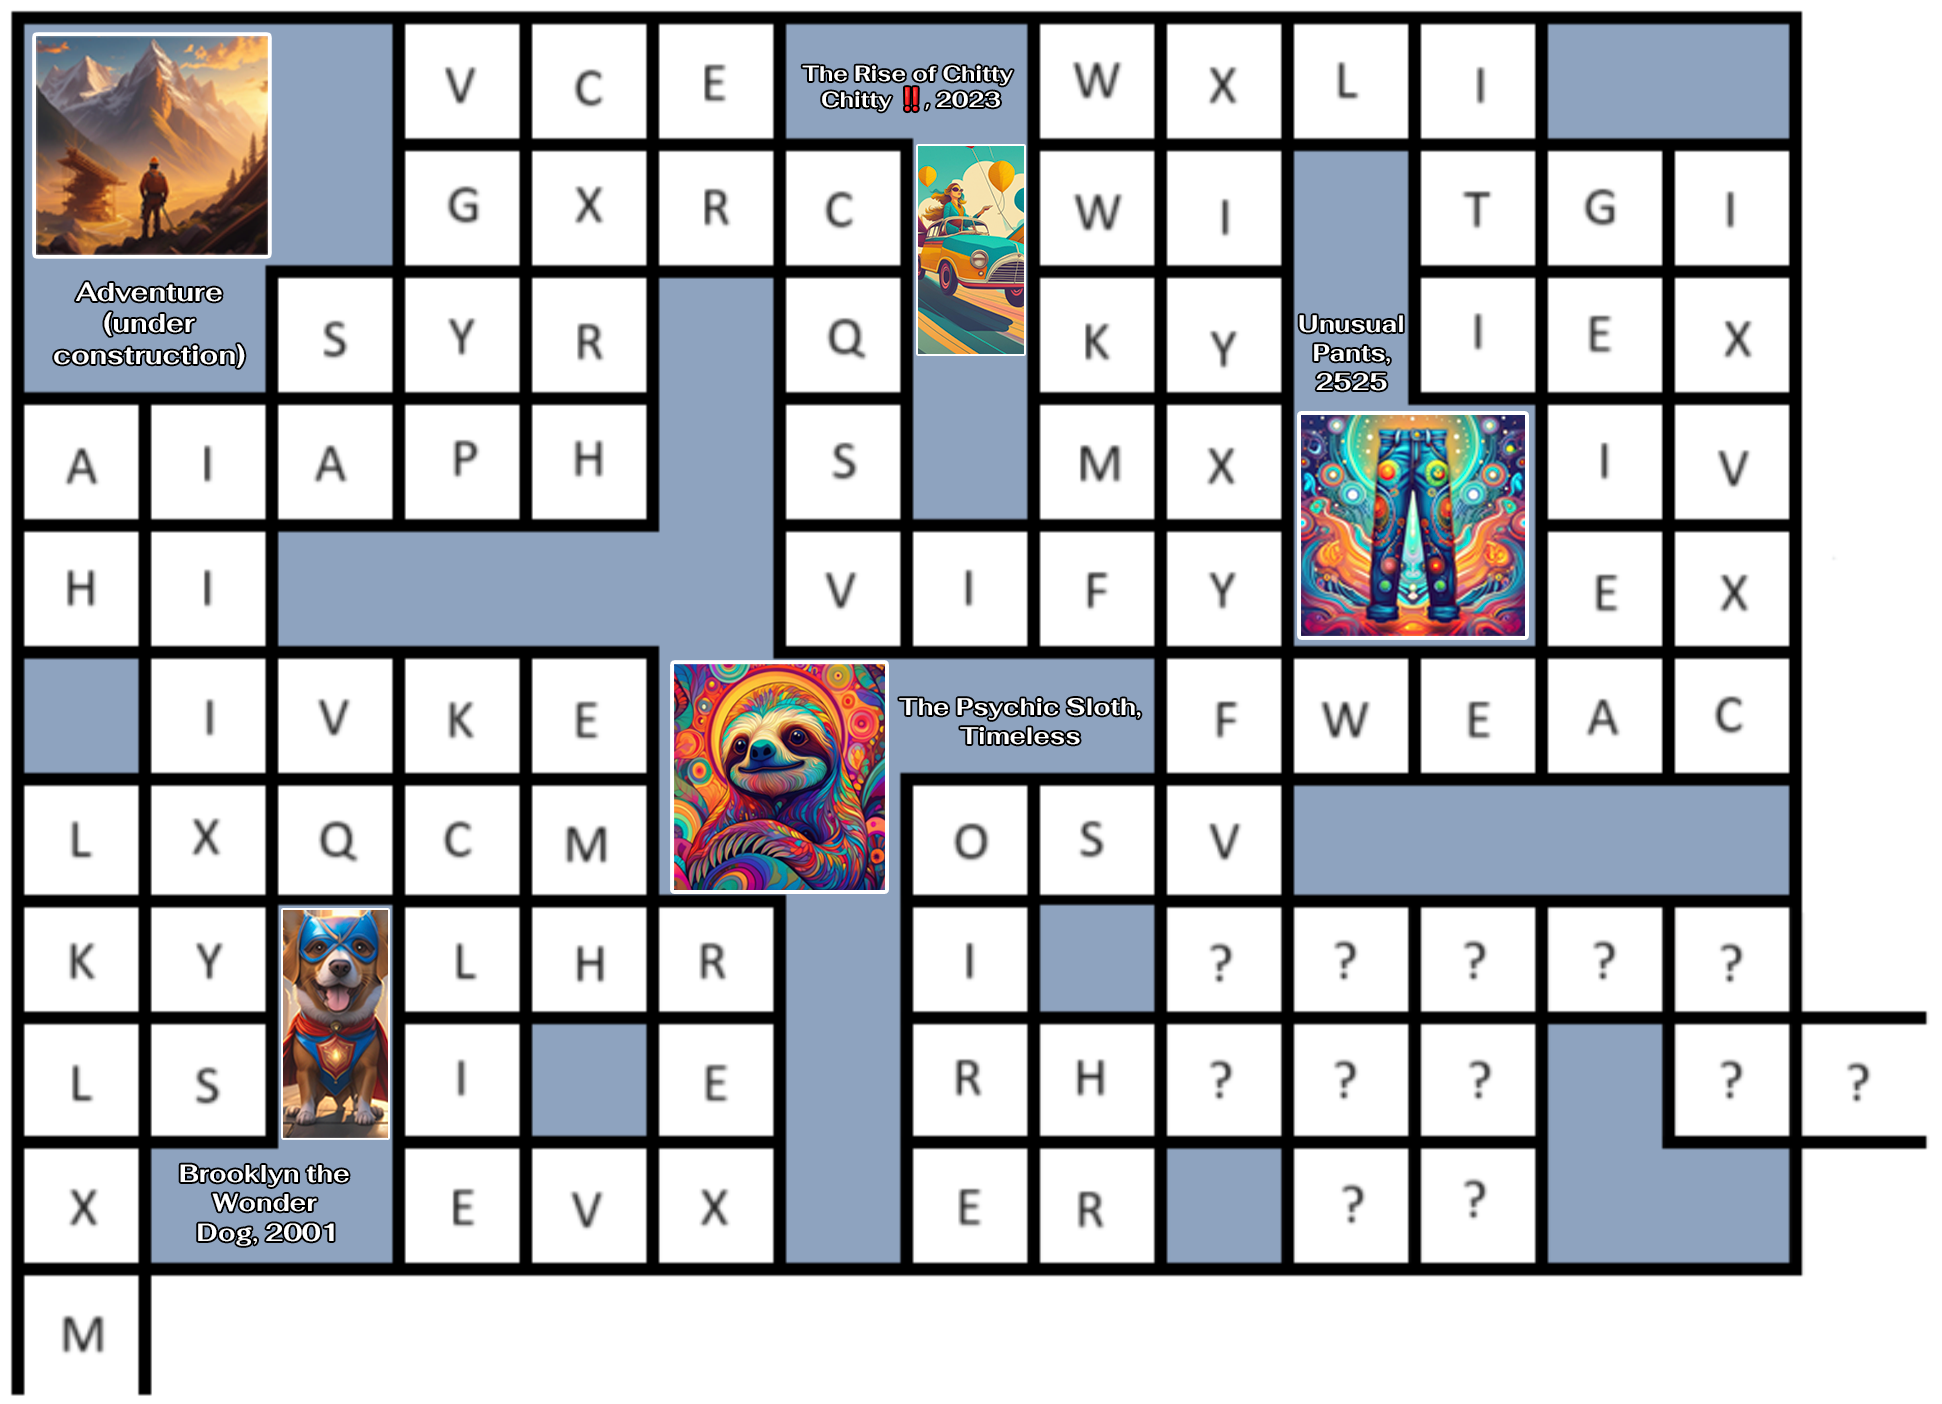 V C E The Rise of Chitty W X L I
Chitty ‼️, 2023
G X R C W I T G I
Adventure
(under
construction)
S Y R Q K Y Unusual I E X
Pants,
2525
A I A P H S M X I V
H I V I F Y E X
I V K E The Psychic Sloth, F W E A C
Timeless
L X Q C M O S V
K Y L H R I ? ? ? ? ?
L S I E R H ? ? ? ? ?
X Brooklyn the E V X E R ? ?
Wonder
Dog, 2001
M